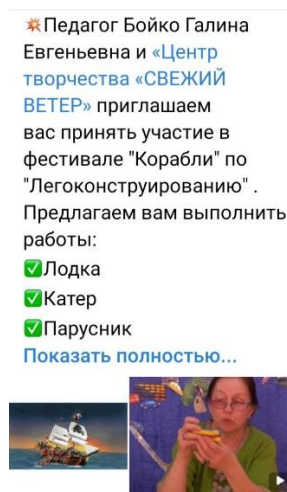 💥Педагог Бойко Галина
Евгеньевна и «Центр
творчества «СВЕЖИЙ
ВЕТЕР» приглашаем
вас принять участие в
фестивале "Корабли" по
"Легоконструированию" .
Предлагаем вам выполнить
работы:
✅Лодка
✅Катер
✅Парусник
Показать полностью...